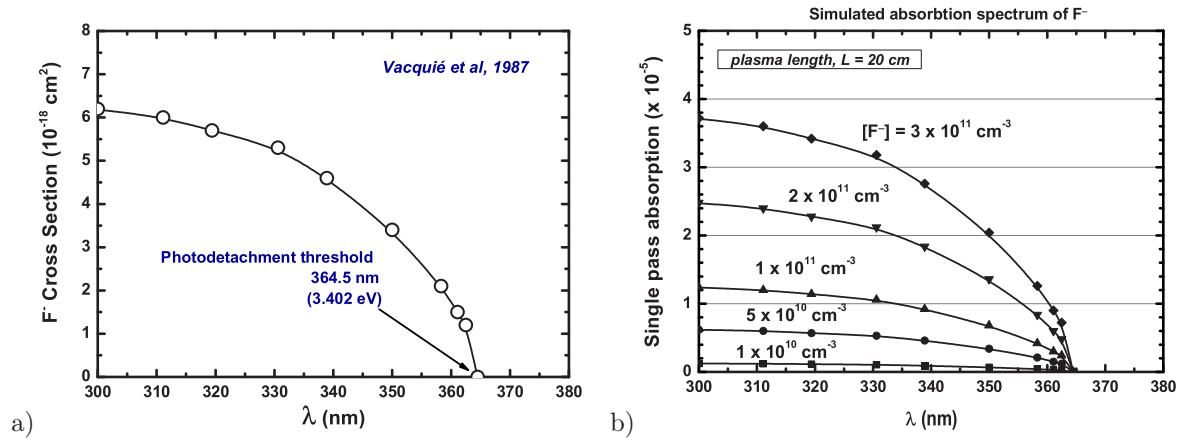 Vacquié et al, 1987
Photodetachment threshold
364.5 nm
(3.402 eV)
F⁻ Cross Section (10⁻¹⁸ cm²)
8
7
6
5
4
3
2
1
0
300 310 320 330 340 350 360 370 380
λ (nm)
a)
Simulated absorbtion spectrum of F⁻
plasma length, L = 20 cm
[F⁻] = 3 x 10¹¹ cm⁻³
2 x 10¹¹ cm⁻³
1 x 10¹¹ cm⁻³
5 x 10¹⁰ cm⁻³
1 x 10¹⁰ cm⁻³
Single pass absorption (x 10⁻⁵)
5
4
3
2
1
0
300 310 320 330 340 350 360 370 380
λ (nm)
b)